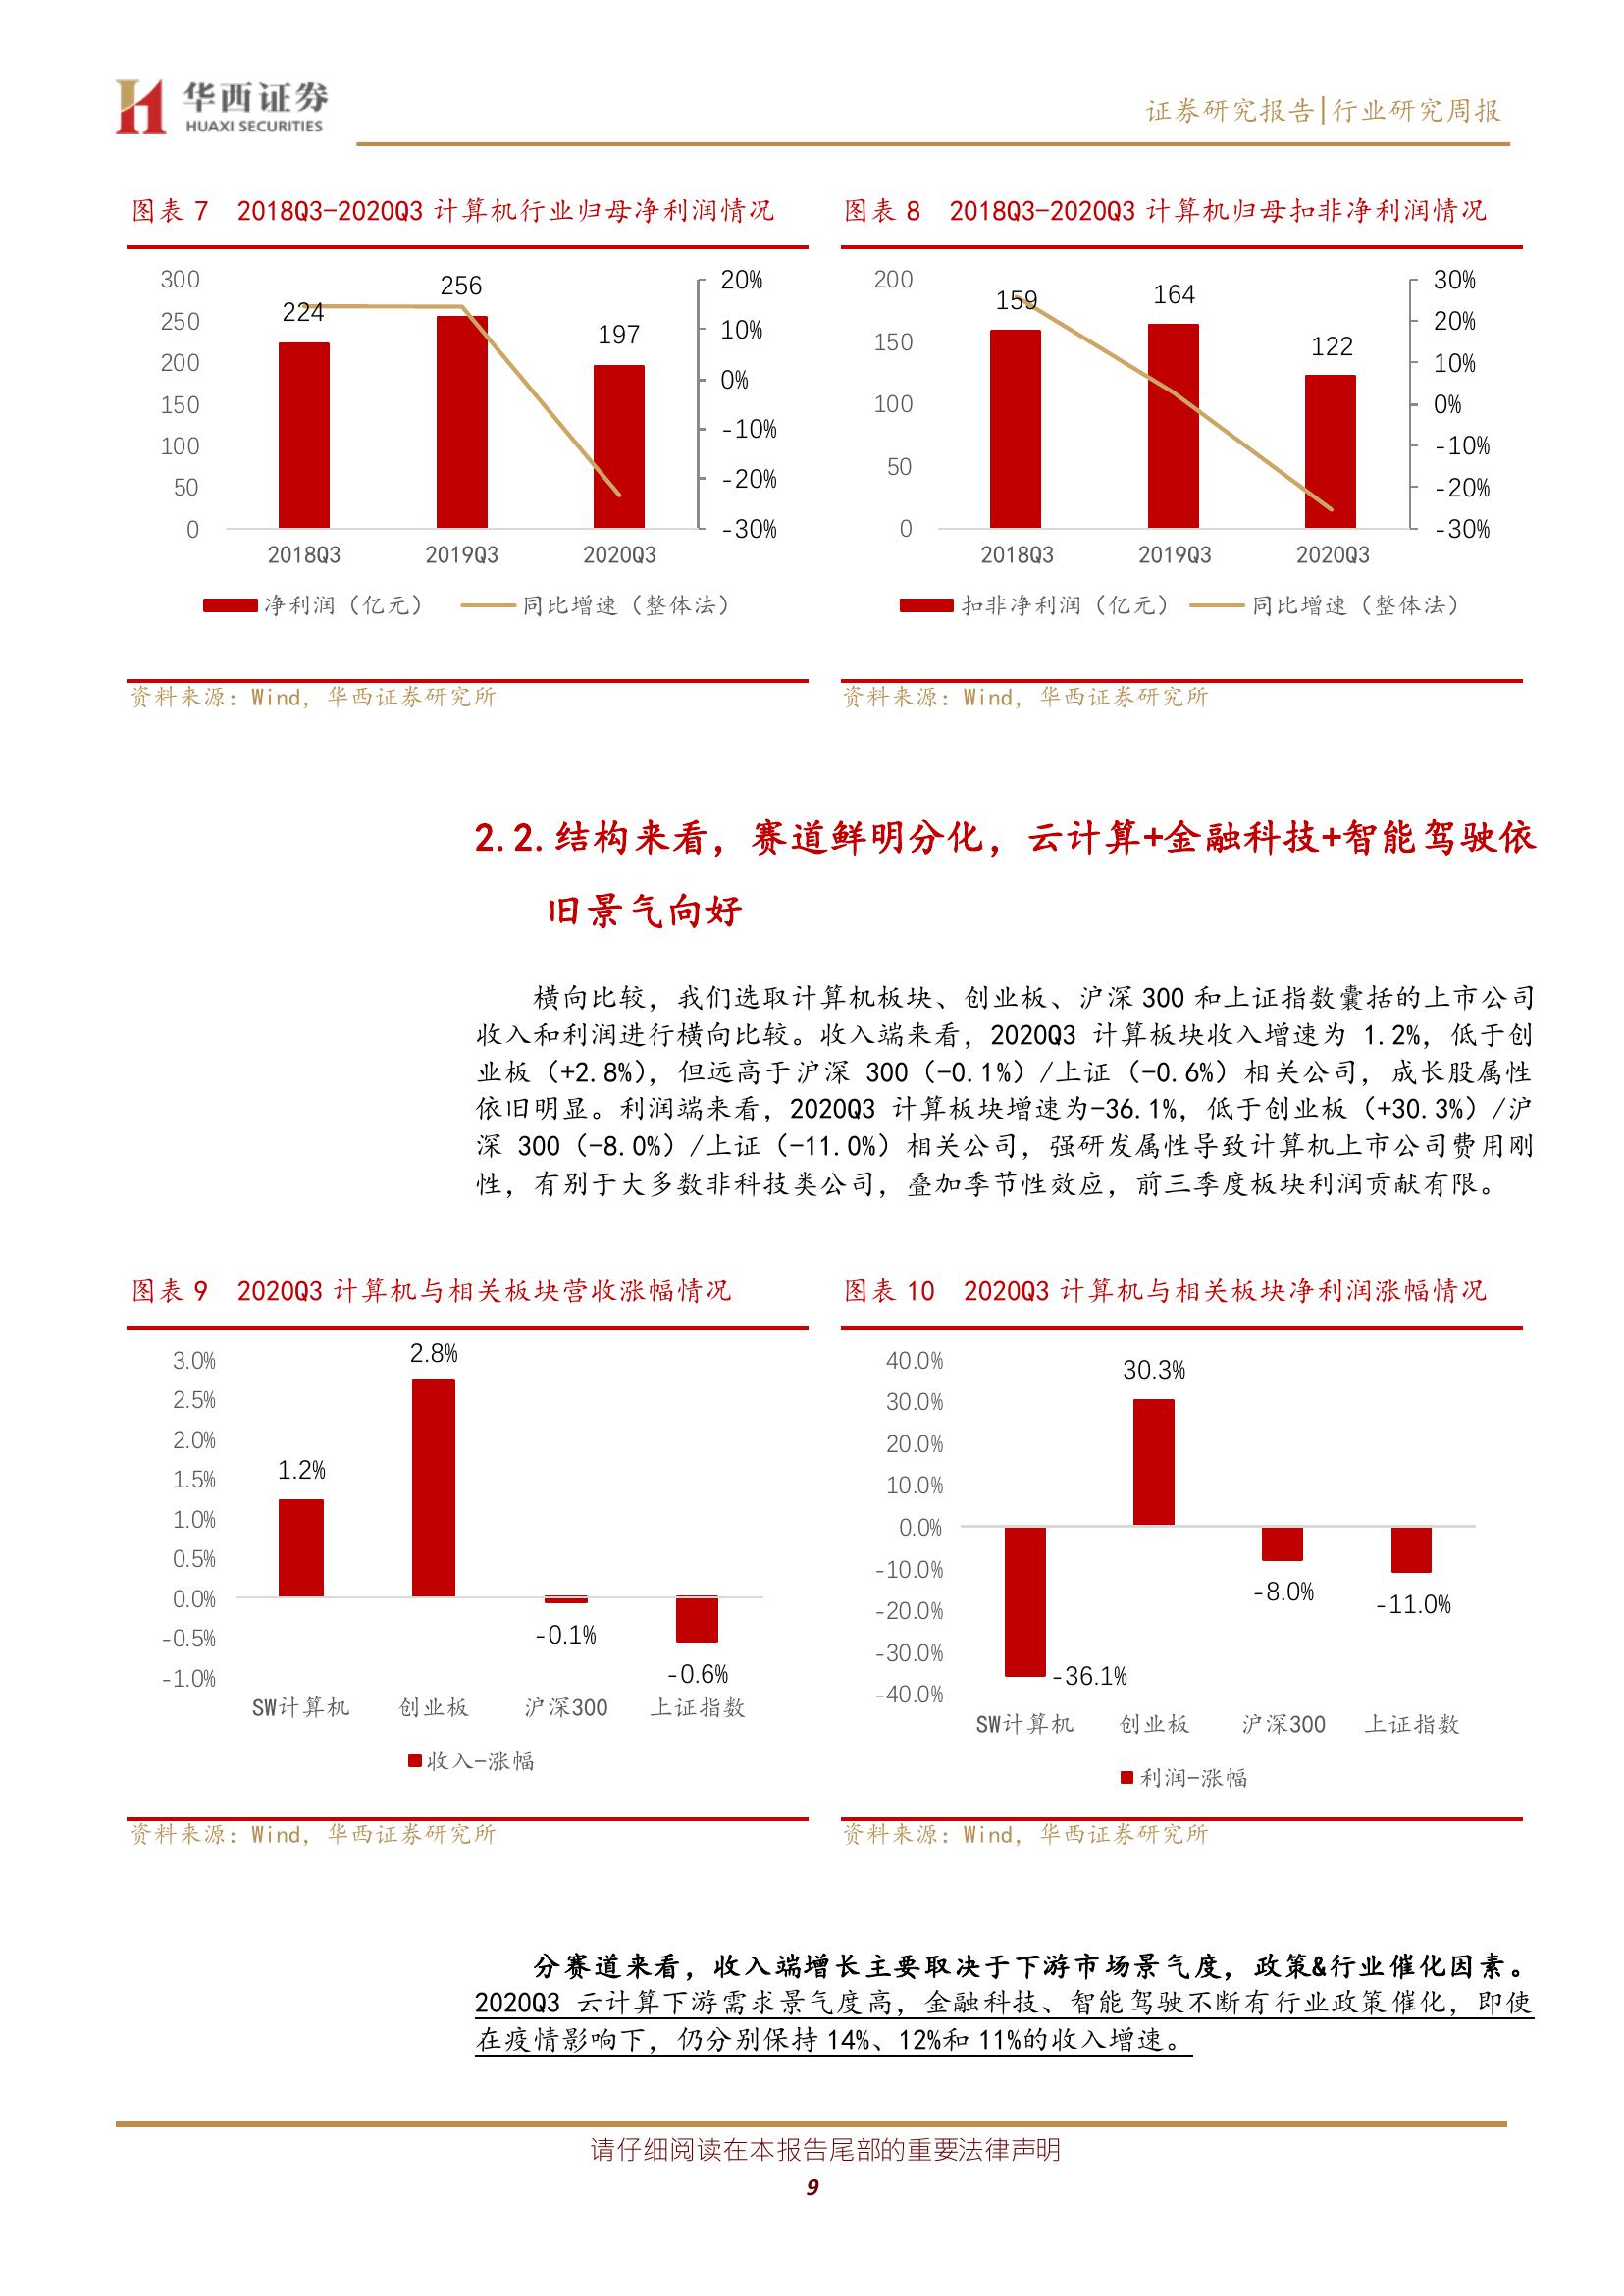 华西证券
HUAXI SECURITIES
证券研究报告|行业研究周报
图表 7 2018Q3-2020Q3 计算机行业归母净利润情况
300
250
200
150
100
50
0
224
256
197
20%
10%
0%
-10%
-20%
-30%
2018Q3 2019Q3 2020Q3
净利润（亿元） 同比增速（整体法）
资料来源：Wind，华西证券研究所
图表 8 2018Q3-2020Q3 计算机归母扣非净利润情况
200
150
100
50
0
159
164
122
30%
20%
10%
0%
-10%
-20%
-30%
2018Q3 2019Q3 2020Q3
扣非净利润（亿元） 同比增速（整体法）
资料来源：Wind，华西证券研究所
2.2.结构来看，赛道鲜明分化，云计算+金融科技+智能驾驶依
旧景气向好
横向比较，我们选取计算机板块、创业板、沪深 300 和上证指数囊括的上市公司
收入和利润进行横向比较。收入端来看，2020Q3 计算板块收入增速为 1.2%，低于创
业板（+2.8%），但远高于沪深 300（-0.1%）/上证（-0.6%）相关公司，成长股属性
依旧明显。利润端来看，2020Q3 计算板块增速为-36.1%，低于创业板（+30.3%）/沪
深 300（-8.0%）/上证（-11.0%）相关公司，强研发属性导致计算机上市公司费用刚
性，有别于大多数非科技类公司，叠加季节性效应，前三季度板块利润贡献有限。
图表 9 2020Q3 计算机与相关板块营收涨幅情况
3.0%
2.5%
2.0%
1.5%
1.0%
0.5%
0.0%
-0.5%
-1.0%
1.2%
2.8%
-0.1%
-0.6%
SW计算机 创业板 沪深300 上证指数
收入-涨幅
资料来源：Wind，华西证券研究所
图表 10 2020Q3 计算机与相关板块净利润涨幅情况
40.0%
30.0%
20.0%
10.0%
0.0%
-10.0%
-20.0%
-30.0%
-40.0%
-36.1%
30.3%
-8.0%
-11.0%
SW计算机 创业板 沪深300 上证指数
利润-涨幅
资料来源：Wind，华西证券研究所
分赛道来看，收入端增长主要取决于下游市场景气度，政策&行业催化因素。
2020Q3 云计算下游需求景气度高，金融科技、智能驾驶不断有行业政策催化，即使
在疫情影响下，仍分别保持 14%、12%和 11%的收入增速。
请仔细阅读在本报告尾部的重要法律声明
9